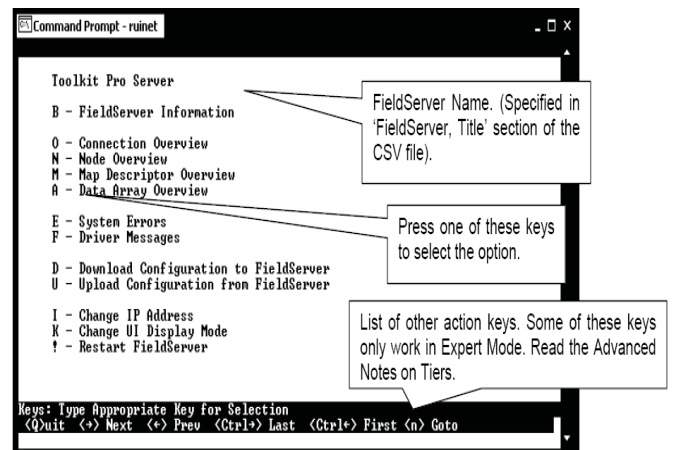 Command Prompt - ruinet
Toolkit Pro Server
B - FieldServer Information
O - Connection Overview
N - Node Overview
M - Map Descriptor Overview
A - Data Array Overview
E - System Errors
F - Driver Messages
D - Download Configuration to FieldServer
U - Upload Configuration from FieldServer
I - Change IP Address
K - Change UI Display Mode
! - Restart FieldServer
FieldServer Name. (Specified in
‘FieldServer, Title’ section of the
CSV file).
Press one of these keys
to select the option.
List of other action keys. Some of these keys
only work in Expert Mode. Read the Advanced
Notes on Tiers.
Keys: Type Appropriate Key for Selection
<Q>uit <→> Next <←> Prev <Ctrl→> Last <Ctrl←> First <n> Goto